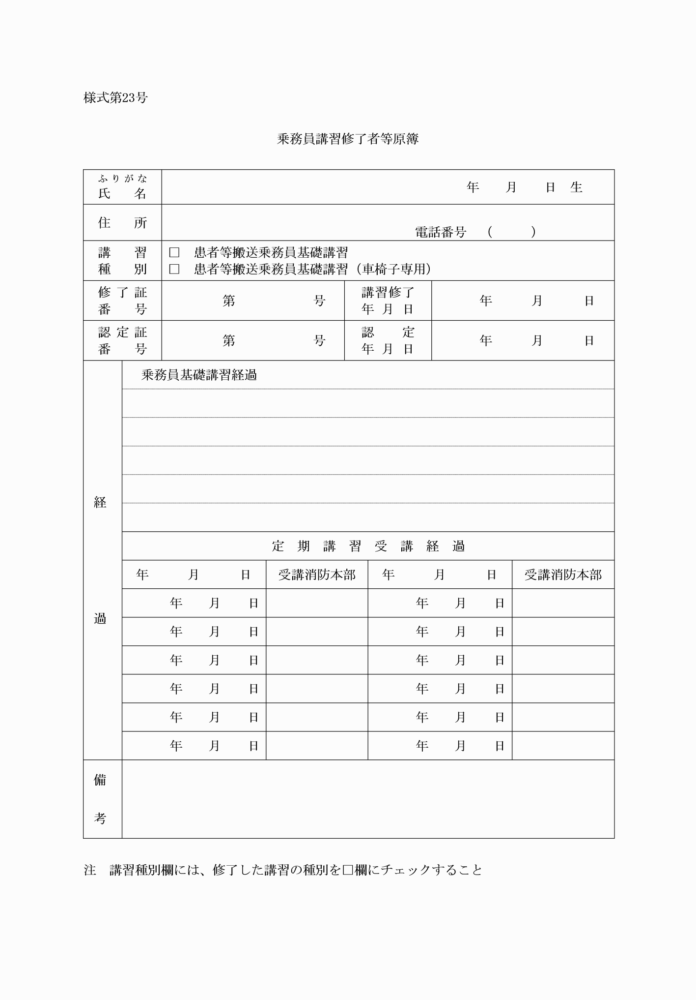 様式第23号
乗務員講習修了者等原簿
ふりがな
氏名
年 月 日 生
住所
電話番号 （ ）
講習
種別
□ 患者等搬送乗務員基礎講習
□ 患者等搬送乗務員基礎講習（車椅子専用）
修了証
番号
第 号
講習修了
年月日
年 月 日
認定証
番号
第 号
認定
年月日
年 月 日
経過
乗務員基礎講習経過
定期講習受講経過
年 月 日 受講消防本部 年 月 日 受講消防本部
年 月 日 年 月 日
年 月 日 年 月 日
年 月 日 年 月 日
年 月 日 年 月 日
年 月 日 年 月 日
年 月 日 年 月 日
備考
注 講習種別欄には、修了した講習の種別を□欄にチェックすること